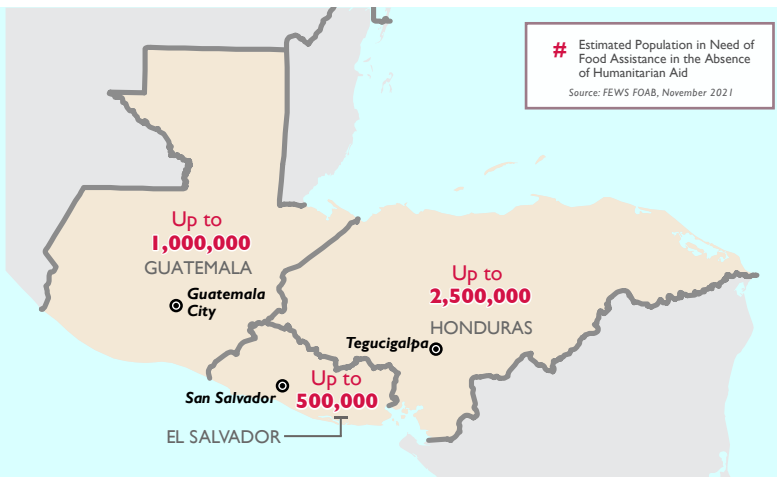 # Estimated Population in Need of
Food Assistance in the Absence
of Humanitarian Aid
Source: FEWS FOAB, November 2021
Up to
1,000,000
GUATEMALA
Guatemala
City
Up to
2,500,000
HONDURAS
Tegucigalpa
Up to
500,000
San Salvador
EL SALVADOR